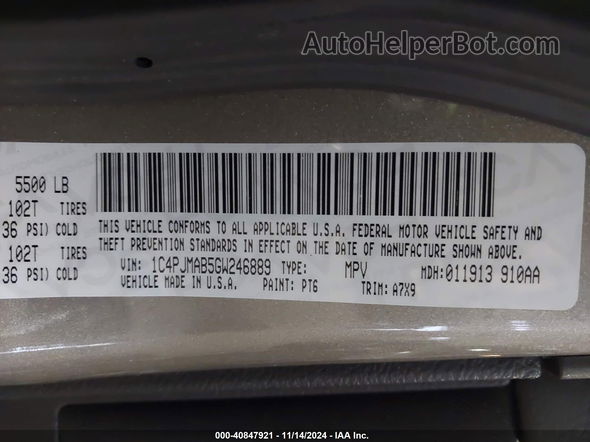 AutoHelperBot.com
5500 LB
102T TIRES
36 PSI) COLD
102T TIRES
36 PSI) COLD
THIS VEHICLE CONFORMS TO ALL APPLICABLE U.S.A. FEDERAL MOTOR VEHICLE SAFETY AND
THEFT PREVENTION STANDARDS IN EFFECT ON THE DATE OF MANUFACTURE SHOWN ABOVE.
VIN: 1C4PJMAB5GW246889 TYPE: MPV MDH:011913 910AA
VEHICLE MADE IN U.S.A. PAINT: PT6 TRIM: A7X9
000-40847921 - 11/14/2024 - IAA Inc.